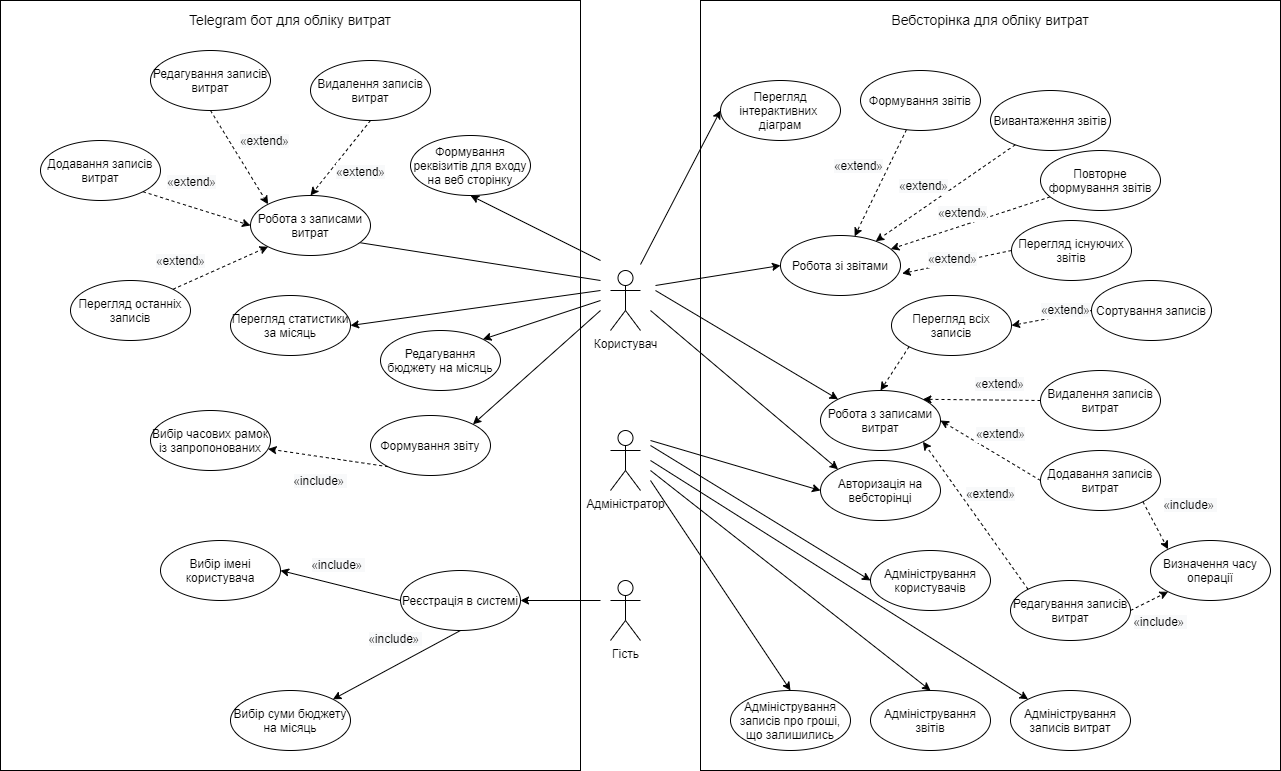 Telegram бот для обліку витрат
Редагування записів
витрат
Видалення записів
витрат
«extend»
«extend»
Додавання записів
витрат
«extend»
Формування
реквізитів для входу
на веб сторінку
Робота з записами
витрат
«extend»
Перегляд останніх
записів
Перегляд статистики
за місяць
Редагування
бюджету на місяць
Вибір часових рамок
із запропонованих
Формування звіту
«include»
Вибір імені
користувача
«include»
Реєстрація в системі
«include»
Вибір суми бюджету
на місяць
Користувач
Адміністратор
Гість
Вебсторінка для обліку витрат
Перегляд
інтерактивних
діаграм
Формування звітів
Вивантаження звітів
«extend»
«extend»
Повторне
формування звітів
«extend»
Перегляд існуючих
звітів
«extend»
Робота зі звітами
Перегляд всіх
записів
«extend»
Сортування записів
Видалення записів
витрат
«extend»
Робота з записами
витрат
«extend»
Додавання записів
витрат
Авторизація на
вебсторінці
«extend»
«include»
Визначення часу
операції
Адміністрування
користувачів
Редагування записів
витрат
«include»
Адміністрування
записів про гроші,
що залишились
Адміністрування
звітів
Адміністрування
записів витрат